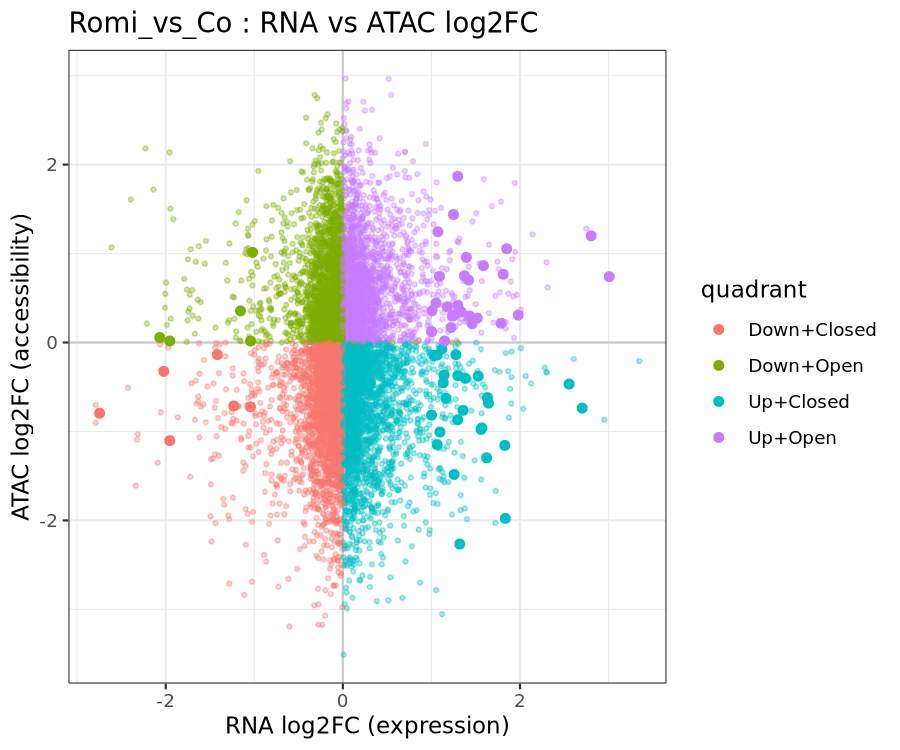 Romi_vs_Co : RNA vs ATAC log2FC
ATAC log2FC (accessibility)
2
0
-2
-2
0
2
RNA log2FC (expression)
quadrant
Down+Closed
Down+Open
Up+Closed
Up+Open